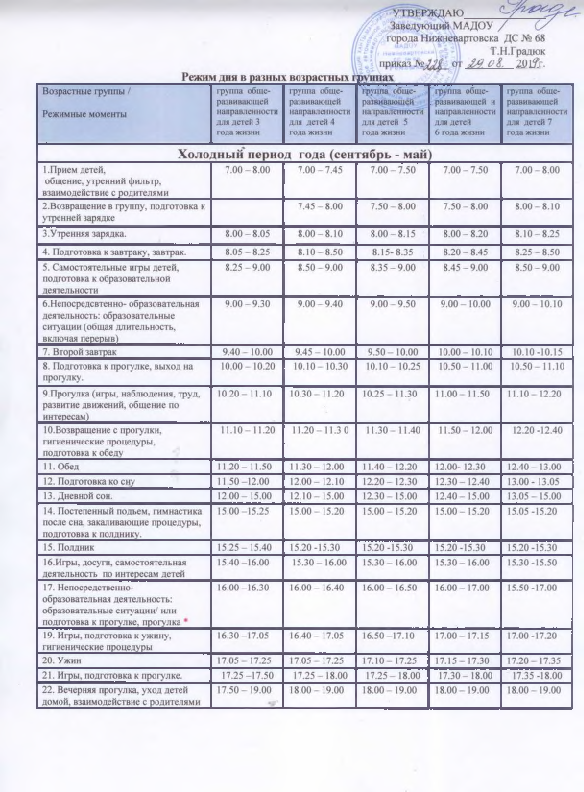 УТВЕРЖДАЮ
Заведующий МАДОУ
города Нижневартовска ДС № 68
Т.Н.Градюк
приказ № 228 от 29.08. 2019г.
Режим дня в разных возрастных группах
Возрастные группы / Режимные моменты | группа обще-развивающей направленности для детей 3 года жизни | группа обще-развивающей направленности для детей 4 года жизни | группа обще-развивающей направленности для детей 5 года жизни | группа обще-развивающей направленности для детей 6 года жизни | группа обще-развивающей направленности для детей 7 года жизни
Холодный период года (сентябрь - май)
1.Прием детей, общение, утренний фильтр, взаимодействие с родителями | 7.00 – 8.00 | 7.00 – 7.45 | 7.00 – 7.50 | 7.00 – 7.50 | 7.00 – 8.00
2.Возвращение в группу, подготовка к утренней зарядке | | 7.45 – 8.00 | 7.50 – 8.00 | 7.50 – 8.00 | 8.00 – 8.10
3.Утренняя зарядка. | 8.00 – 8.05 | 8.00 – 8.10 | 8.00 – 8.15 | 8.00 – 8.20 | 8.10 – 8.25
4. Подготовка к завтраку, завтрак. | 8.05 – 8.25 | 8.10 – 8.50 | 8.15- 8.35 | 8.20 – 8.45 | 8.25 – 8.50
5. Самостоятельные игры детей, подготовка к образовательной деятельности | 8.25 – 9.00 | 8.50 – 9.00 | 8.35 – 9.00 | 8.45 – 9.00 | 8.50 – 9.00
6.Непосредсвтенно- образовательная деятельность: образовательные ситуации (общая длительность, включая перерыв) | 9.00 –9.30 | 9.00 –9.40 | 9.00 –9.50 | 9.00 –10.00 | 9.00 – 10.10
7. Второй завтрак | 9.40 – 10.00 | 9.45 – 10.00 | 9.50 – 10.00 | 10.00 – 10.10 | 10.10 -10.15
8. Подготовка к прогулке, выход на прогулку. | 10.00 – 10.20 | 10.10 – 10.30 | 10.10 – 10.25 | 10.50 – 11.00 | 10.50 – 11.10
9.Прогулка (игры, наблюдения, труд, развитие движений, общение по интересам) | 10.20 – 11.10 | 10.30 – 11.20 | 10.25 – 11.30 | 11.00 – 11.50 | 11.10 – 12.20
10.Возвращение с прогулки, гигиенические процедуры, подготовка к обеду | 11.10 – 11.20 | 11.20 – 11.3 0 | 11.30 – 11.40 | 11.50 – 12.00 | 12.20 -12.40
11. Обед | 11.20 – 11.50 | 11.30 – 12.00 | 11.40 – 12.20 | 12.00- 12.30 | 12.40 – 13.00
12. Подготовка ко сну | 11.50 –12.00 | 12.00 – 12.10 | 12.20 – 12.30 | 12.30 – 12.40 | 13.00 - 13.05
13. Дневной сон. | 12.00 – 15.00 | 12.10 – 15.00 | 12.30 – 15.00 | 12.40 – 15.00 | 13.05 – 15.00
14. Постепенный подъем, гимнастика после сна закаливающие процедуры, подготовка к полднику. | 15 00 –15.25 | 15.00 – 15.20 | 15.00 – 15.20 | 15.00 – 15.20 | 15.05 -15.20
15. Полдник | 15.25 – 15.40 | 15.20 -15.30 | 15.20 -15.30 | 15.20 -15.30 | 15.20 -15.30
16.Игры, досуги, самостоятельная деятельность по интересам детей | 15.40 –16.00 | 15.30 – 16.00 | 15.30 – 16.00 | 15.30 – 16.00 | 15.30 –15.50
17. Непосредственно образовательная деятельность: образовательные ситуации/ или подготовка к прогулке, прогулка * | 16.00 –16.30 | 16.00 – 16.40 | 16.00 – 16.50 | 16.00 – 17.00 | 15.50 -17.00
19. Игры, подготовка к ужину, гигиенические процедуры | 16.30 –17.05 | 16.40 – 17.05 | 16.50 –17.10 | 17.00 – 17.15 | 17.00 -17.20
20. Ужин | 17.05 – 17.25 | 17.05 – 17.25 | 17.10 – 17.25 | 17.15 – 17.30 | 17.20 – 17.35
21. Игры, подготовка к прогулке. | 17.25 –17.50 | 17.25 – 18.00 | 17.25 – 18.00 | 17.30 – 18.00 | 17.35 -18.00
22. Вечерняя прогулка, уход детей домой, взаимодействие с родителями | 17.50 – 19.00 | 18.00 – 19.00 | 18.00 – 19.00 | 18.00 – 19.00 | 18.00 – 19.00